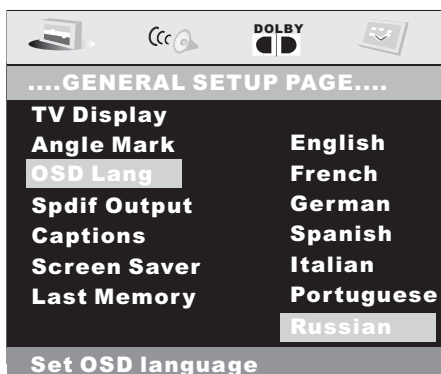 DOLBY
....GENERAL SETUP PAGE....
TV Display
Angle Mark
OSD Lang
Spdif Output
Captions
Screen Saver
Last Memory
English
French
German
Spanish
Italian
Portuguese
Russian
Set OSD language